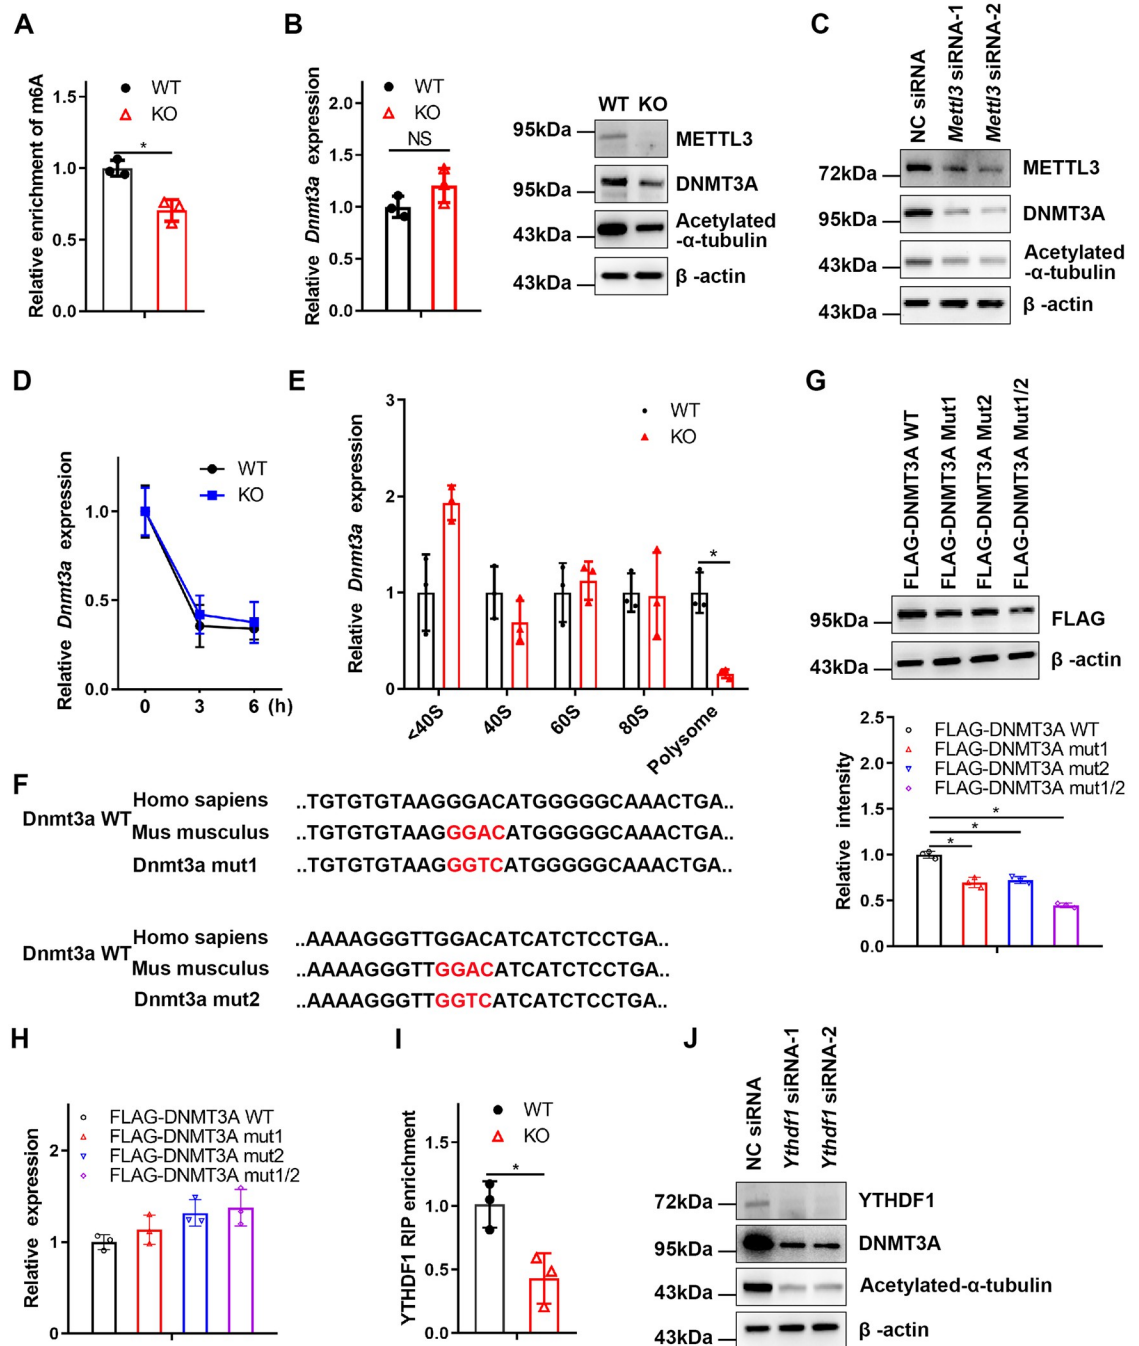 A
Relative enrichment of m6A
1.5
1.0
0.5
0.0
WT
KO
*
B
Relative Dnmt3a expression
2.0
1.5
1.0
0.5
0.0
WT
KO
NS
WT KO
95kDa
METTL3
95kDa
DNMT3A
43kDa
Acetylated
-α-tubulin
43kDa
β -actin
C
NC siRNA
Mettl3 siRNA-1
Mettl3 siRNA-2
72kDa
METTL3
95kDa
DNMT3A
43kDa
Acetylated
-α-tubulin
43kDa
β -actin
D
Relative Dnmt3a expression
1.0
0.5
0.0
WT
KO
0 3 6 (h)
E
Relative Dnmt3a expression
3
2
1
0
WT
KO
*
<40S
40S
60S
80S
Polysome
F
Dnmt3a WT
Homo sapiens
..TGTGTGTAAGGGACATGGGGGCAAACTGA..
Mus musculus
..TGTGTGTAAGGGACATGGGGGCAAACTGA..
Dnmt3a mut1
..TGTGTGTAAGGGTCATGGGGGCAAACTGA..
Dnmt3a WT
Homo sapiens
..AAAAGGGTTGGACATCATCTCCTGA..
Mus musculus
..AAAAGGGTTGGACATCATCTCCTGA..
Dnmt3a mut2
..AAAAGGGTTGGTCATCATCTCCTGA..
G
FLAG-DNMT3A WT
FLAG-DNMT3A Mut1
FLAG-DNMT3A Mut2
FLAG-DNMT3A Mut1/2
95kDa
FLAG
43kDa
β -actin
Relative intensity
2.5
2.0
1.5
1.0
0.5
0.0
FLAG-DNMT3A WT
FLAG-DNMT3A mut1
FLAG-DNMT3A mut2
FLAG-DNMT3A mut1/2
*
*
*
H
Relative expression
2
1
0
FLAG-DNMT3A WT
FLAG-DNMT3A mut1
FLAG-DNMT3A mut2
FLAG-DNMT3A mut1/2
I
YTHDF1 RIP enrichment
1.5
1.0
0.5
0.0
WT
KO
*
J
NC siRNA
Ythdf1 siRNA-1
Ythdf1 siRNA-2
72kDa
YTHDF1
95kDa
DNMT3A
43kDa
Acetylated-α-tubulin
43kDa
β -actin